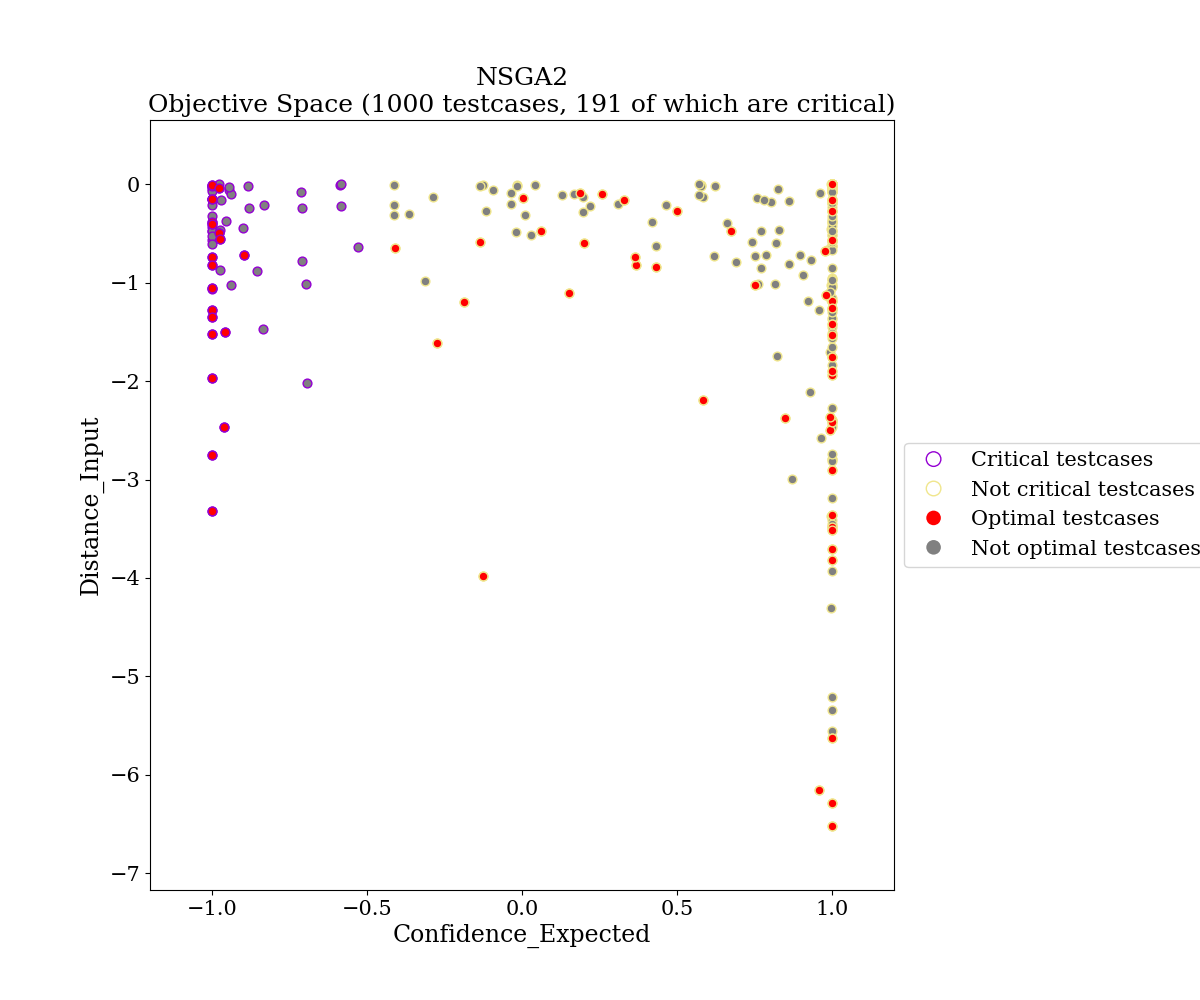 NSGA2
Objective Space (1000 testcases, 191 of which are critical)
0
−1
−2
−3
−4
−5
−6
−7
Distance_Input
−1.0
−0.5
0.0
0.5
1.0
Confidence_Expected
Critical testcases
Not critical testcases
Optimal testcases
Not optimal testcases